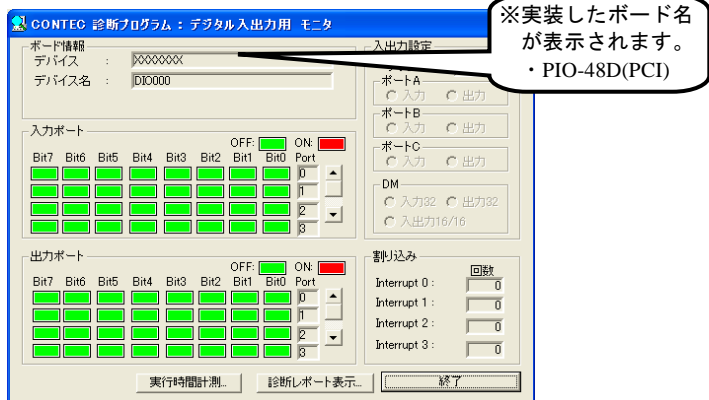 CONTEC 診断プログラム : デジタル入出力用 モニタ
※実装したボード名
が表示されます。
・PIO-48D(PCI)
ボード情報
デバイス : XXXXXXX
デバイス名 : DIO000
入出力設定
ポートA
入力 出力
ポートB
入力 出力
ポートC
入力 出力
DM
入力32 出力32
入出力16/16
入力ポート
OFF: ON:
Bit7 Bit6 Bit5 Bit4 Bit3 Bit2 Bit1 Bit0 Port
0
1
2
3
出力ポート
OFF: ON:
Bit7 Bit6 Bit5 Bit4 Bit3 Bit2 Bit1 Bit0 Port
0
1
2
3
割り込み
回数
Interrupt 0 : 0
Interrupt 1 : 0
Interrupt 2 : 0
Interrupt 3 : 0
実行時間計測... 診断レポート表示... 終了